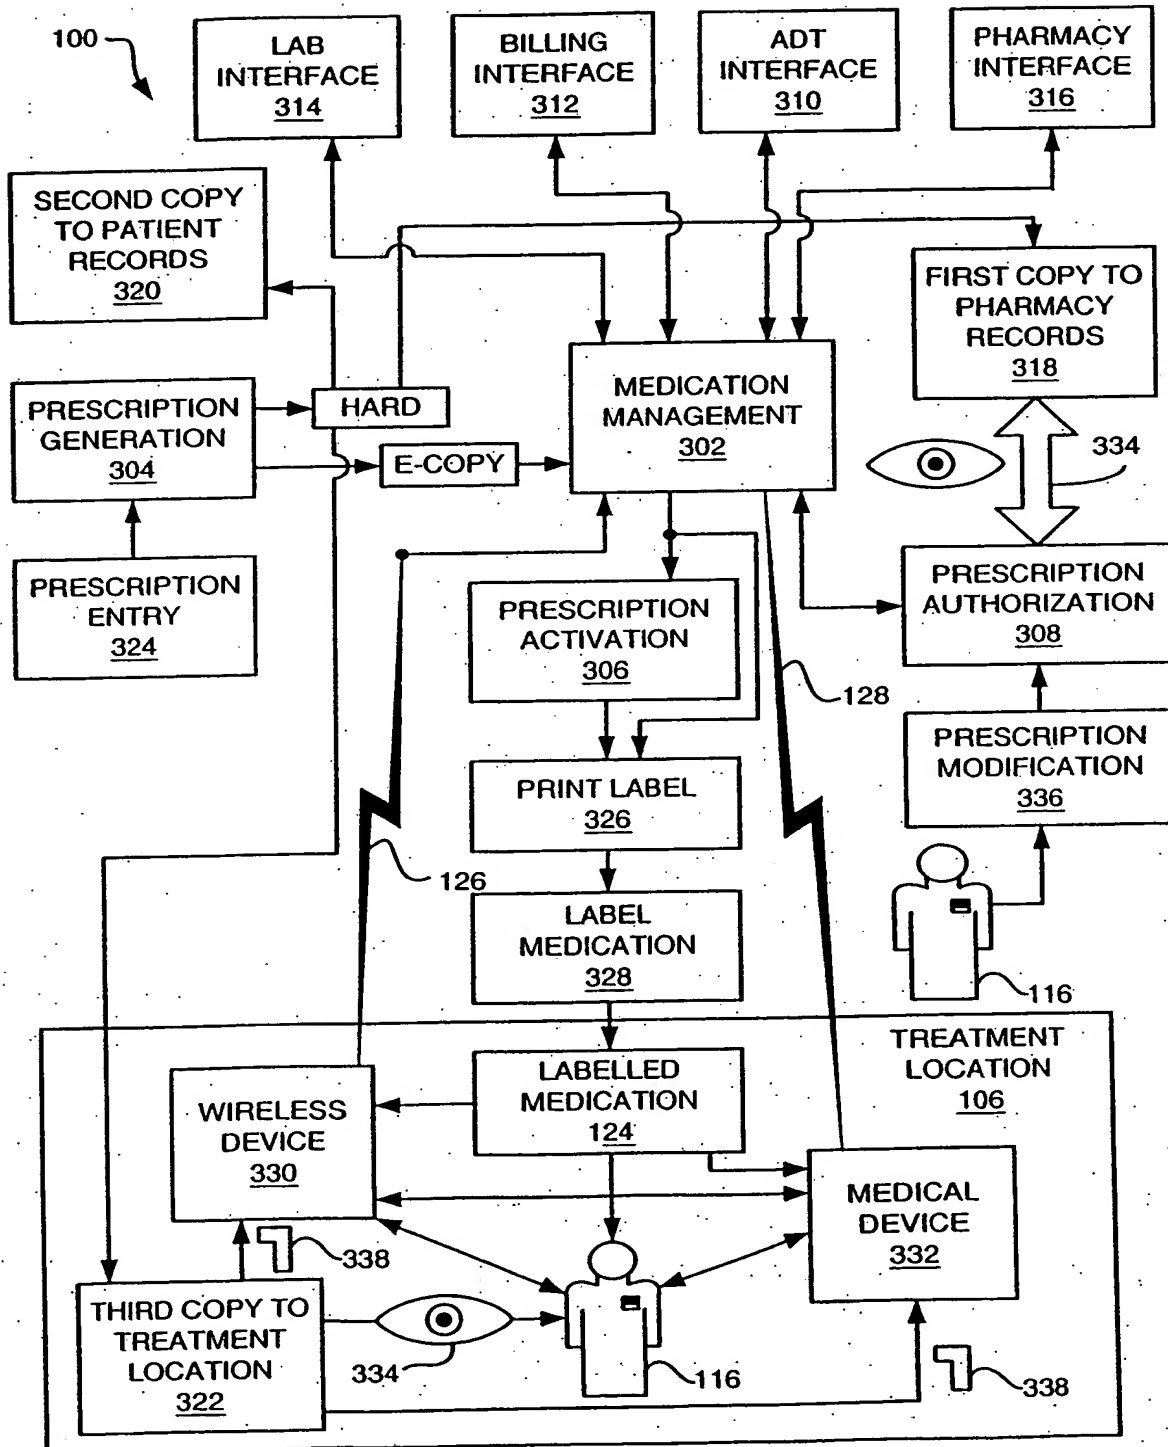 100
LAB
INTERFACE
314
BILLING
INTERFACE
312
ADT
INTERFACE
310
PHARMACY
INTERFACE
316
SECOND COPY
TO PATIENT
RECORDS
320
FIRST COPY TO
PHARMACY
RECORDS
318
PRESCRIPTION
GENERATION
304
HARD
E-COPY
MEDICATION
MANAGEMENT
302
334
PRESCRIPTION
ENTRY
324
PRESCRIPTION
ACTIVATION
306
PRESCRIPTION
AUTHORIZATION
308
128
PRINT LABEL
326
PRESCRIPTION
MODIFICATION
336
126
LABEL
MEDICATION
328
116
TREATMENT
LOCATION
106
WIRELESS
DEVICE
330
LABELLED
MEDICATION
124
MEDICAL
DEVICE
332
338
THIRD COPY TO
TREATMENT
LOCATION
322
334
116
338